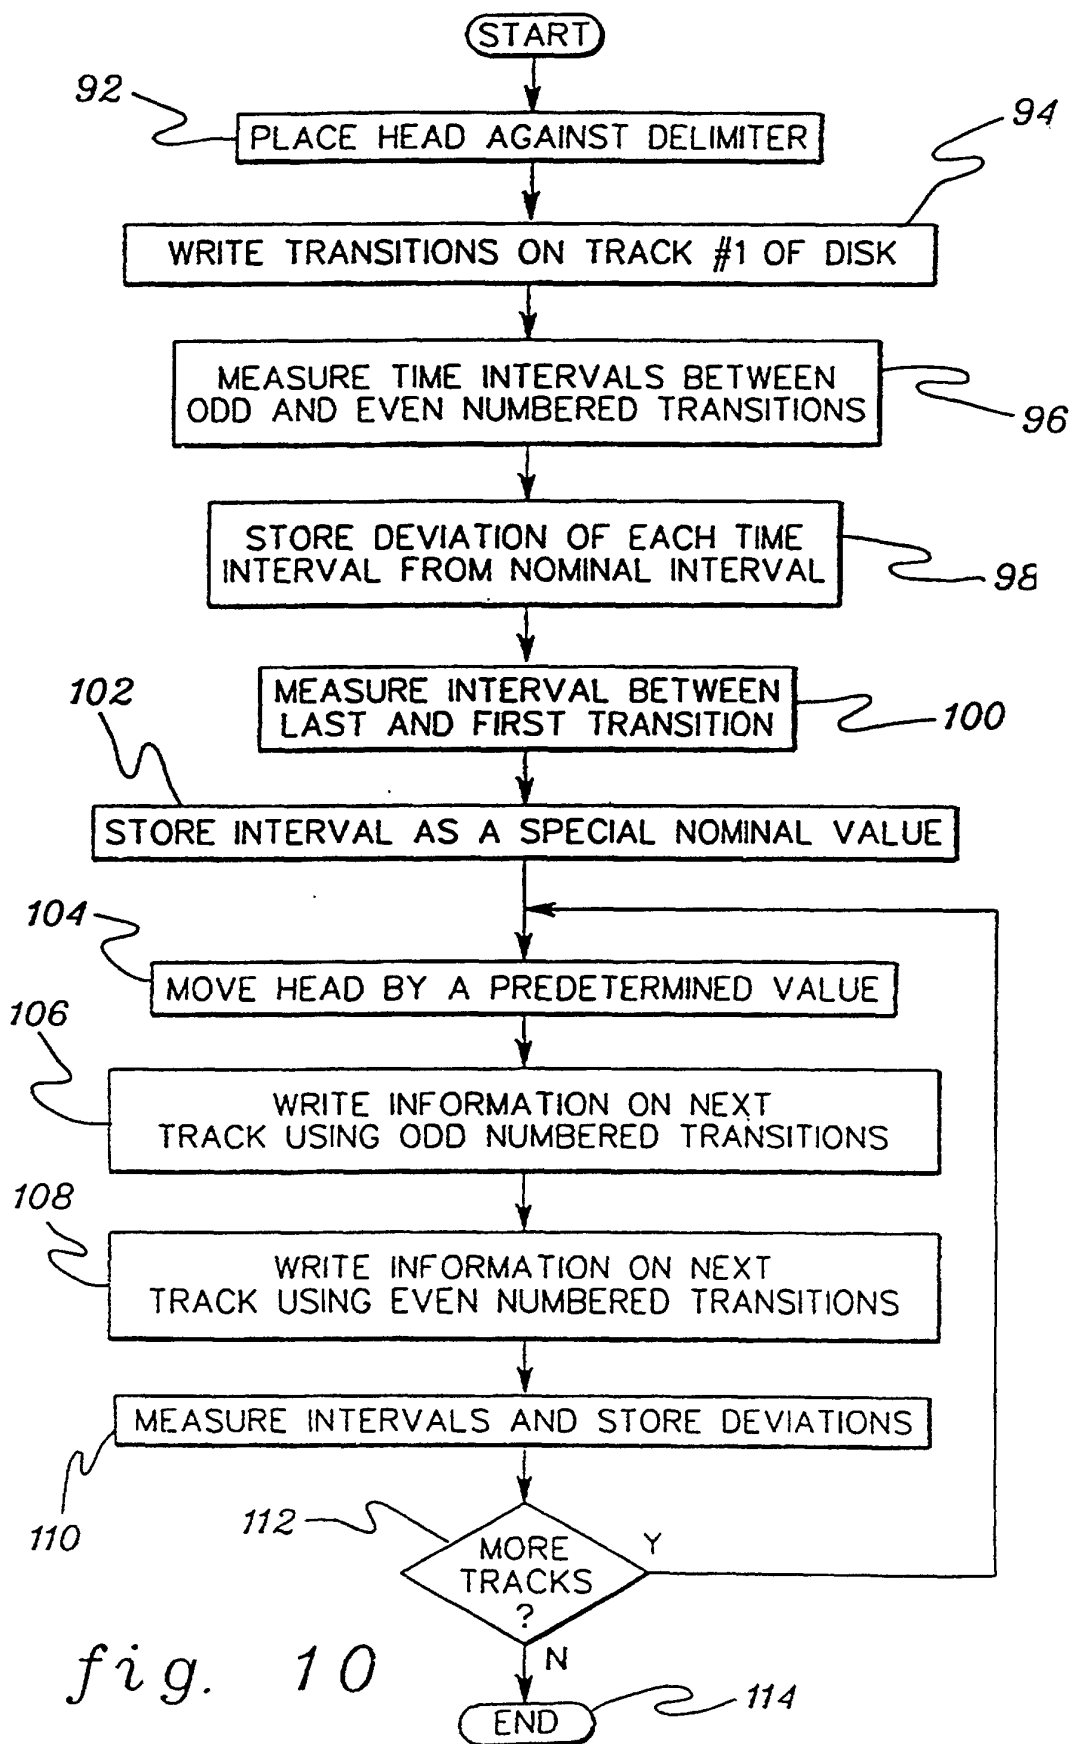 START
92
PLACE HEAD AGAINST DELIMITER
94
WRITE TRANSITIONS ON TRACK #1 OF DISK
MEASURE TIME INTERVALS BETWEEN
ODD AND EVEN NUMBERED TRANSITIONS
96
STORE DEVIATION OF EACH TIME
INTERVAL FROM NOMINAL INTERVAL
98
MEASURE INTERVAL BETWEEN
LAST AND FIRST TRANSITION
100
102
STORE INTERVAL AS A SPECIAL NOMINAL VALUE
104
MOVE HEAD BY A PREDETERMINED VALUE
106
WRITE INFORMATION ON NEXT
TRACK USING ODD NUMBERED TRANSITIONS
108
WRITE INFORMATION ON NEXT
TRACK USING EVEN NUMBERED TRANSITIONS
MEASURE INTERVALS AND STORE DEVIATIONS
110
112
MORE
TRACKS
?
Y
N
fig. 10
END
114